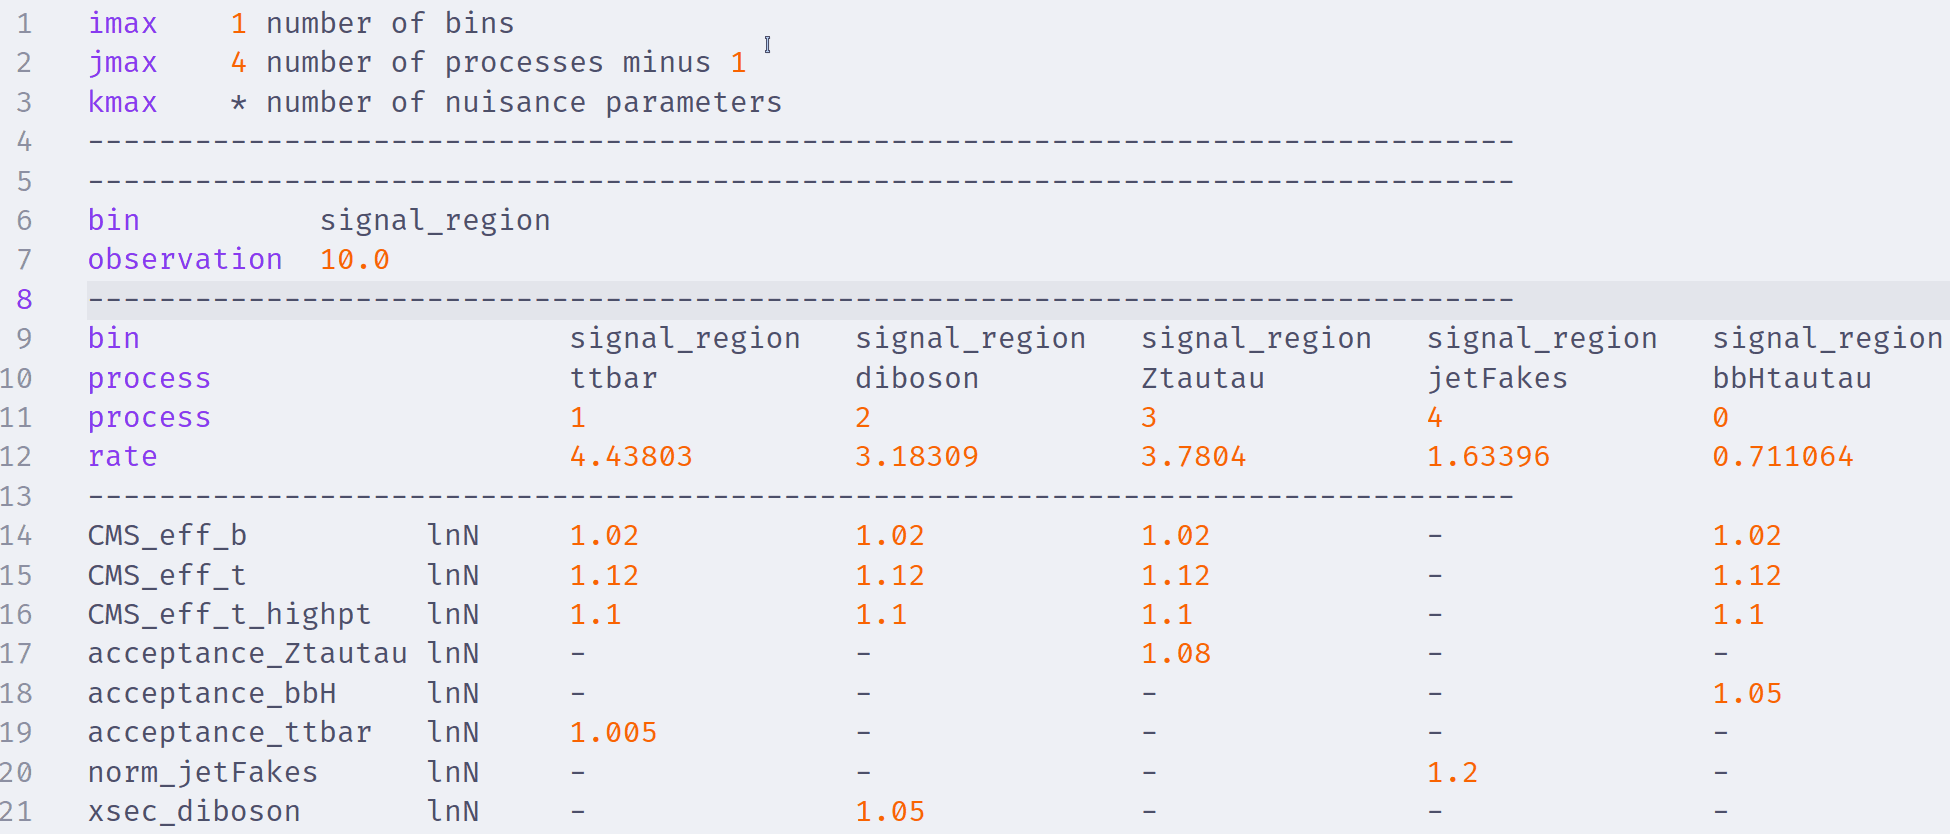 1 imax    1 number of bins
2 jmax    4 number of processes minus 1
3 kmax    * number of nuisance parameters
4 --------------------------------------------------------------------------------
5 --------------------------------------------------------------------------------
6 bin          signal_region
7 observation  10.0
8 --------------------------------------------------------------------------------
9 bin                        signal_region   signal_region   signal_region   signal_region   signal_region
10 process                    ttbar           diboson         Ztautau         jetFakes        bbHtautau
11 process                    1               2               3               4               0
12 rate                       4.43803         3.18309         3.7804          1.63396         0.711064
13 --------------------------------------------------------------------------------
14 CMS_eff_b          lnN     1.02            1.02            1.02            -               1.02
15 CMS_eff_t          lnN     1.12            1.12            1.12            -               1.12
16 CMS_eff_t_highpt   lnN     1.1             1.1             1.1             -               1.1
17 acceptance_Ztautau lnN     -               -               1.08            -               -
18 acceptance_bbH     lnN     -               -               -               -               1.05
19 acceptance_ttbar   lnN     1.005           -               -               -               -
20 norm_jetFakes      lnN     -               -               -               1.2             -
21 xsec_diboson       lnN     -               1.05            -               -               -